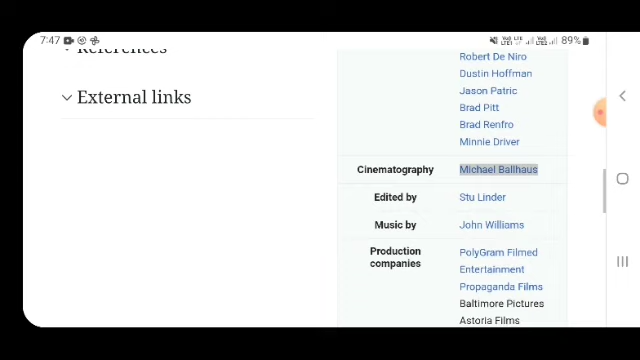 7:47
89%
References
External links
Robert De Niro
Dustin Hoffman
Jason Patric
Brad Pitt
Brad Renfro
Minnie Driver
Cinematography Michael Ballhaus
Edited by Stu Linder
Music by John Williams
Production companies PolyGram Filmed
Entertainment
Propaganda Films
Baltimore Pictures
Astoria Films